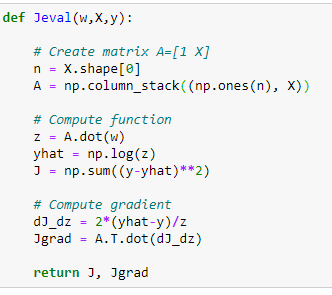 def Jeval(w,X,y):
# Create matrix A=[1 X]
n = X.shape[0]
A = np.column_stack((np.ones(n), X))
# Compute function
z = A.dot(w)
yhat = np.log(z)
J = np.sum((y-yhat)**2)
# Compute gradient
dJ_dz = 2*(yhat-y)/z
Jgrad = A.T.dot(dJ_dz)
return J, Jgrad